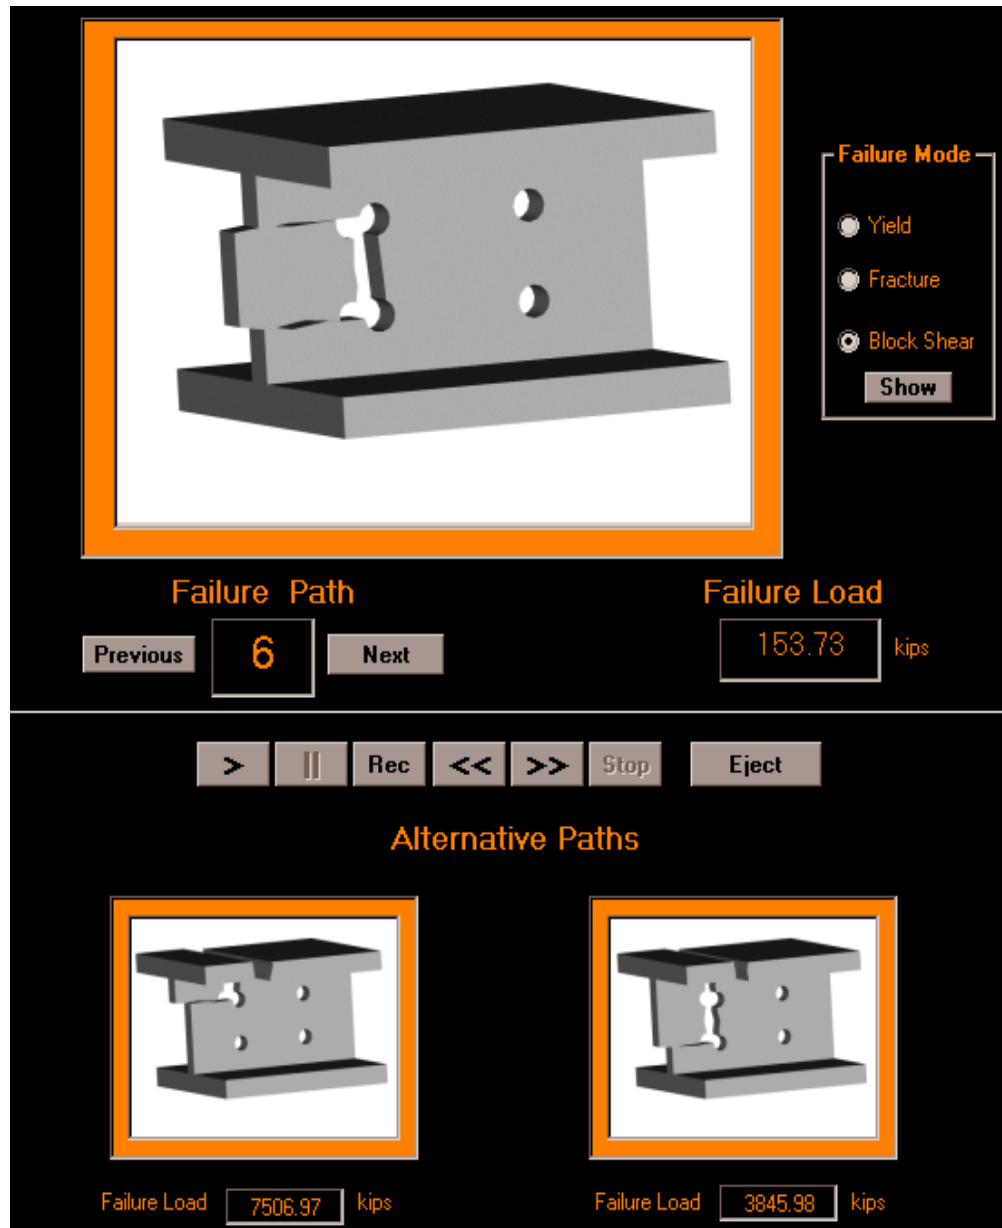 Failure Mode
Yield
Fracture
Block Shear
Show
Failure Path
Failure Load
Previous
6
Next
153.73 kips
> || Rec << >> Stop Eject
Alternative Paths
Failure Load 7506.97 kips
Failure Load 3845.98 kips